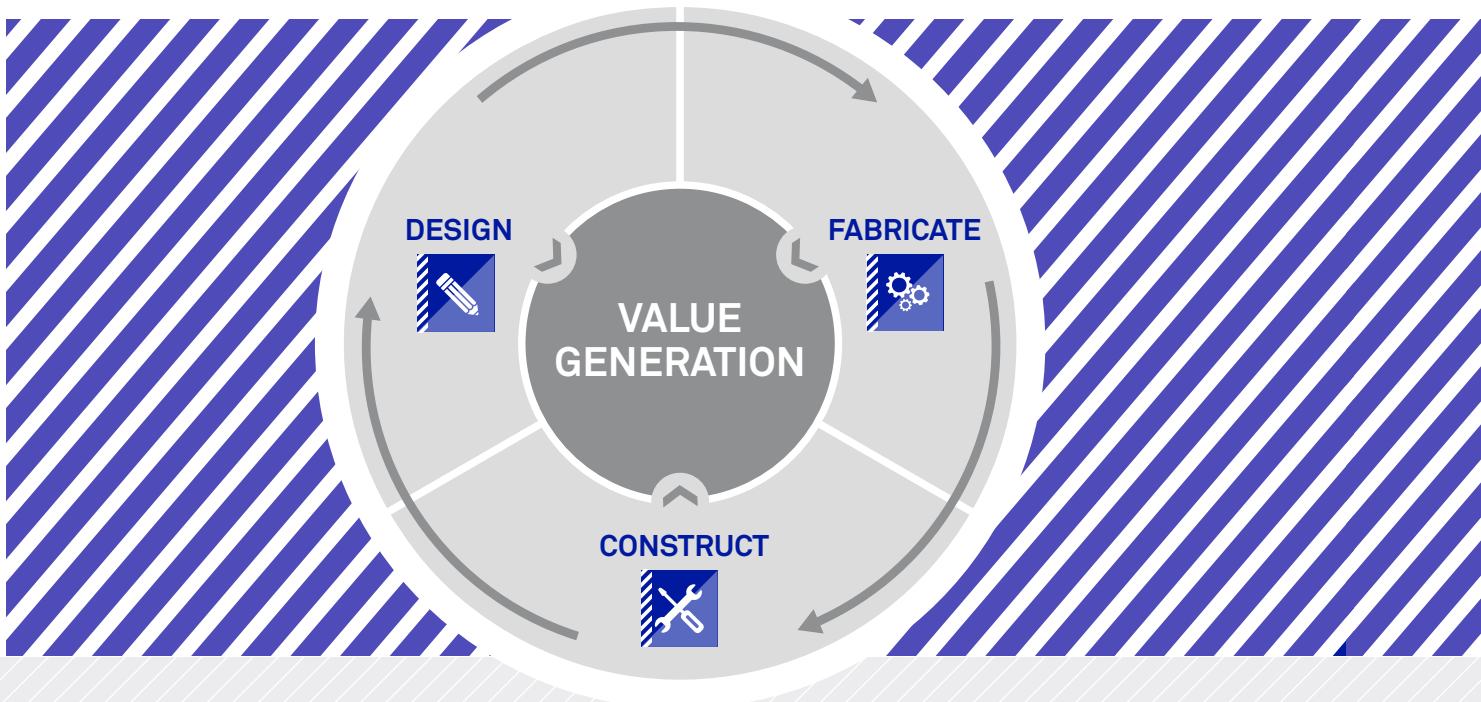 DESIGN
FABRICATE
VALUE
GENERATION
CONSTRUCT